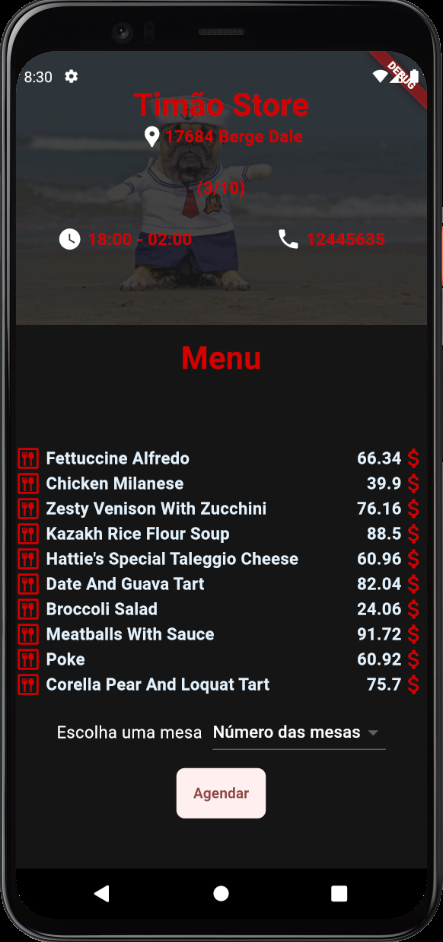 8:30
DEBUG
Timão Store
17684 Berge Dale
(3/10)
18:00 - 02:00 12445635
Menu
Fettuccine Alfredo 66.34 $
Chicken Milanese 39.9 $
Zesty Venison With Zucchini 76.16 $
Kazakh Rice Flour Soup 88.5 $
Hattie's Special Taleggio Cheese 60.96 $
Date And Guava Tart 82.04 $
Broccoli Salad 24.06 $
Meatballs With Sauce 91.72 $
Poke 60.92 $
Corella Pear And Loquat Tart 75.7 $
Escolha uma mesa Número das mesas
Agendar